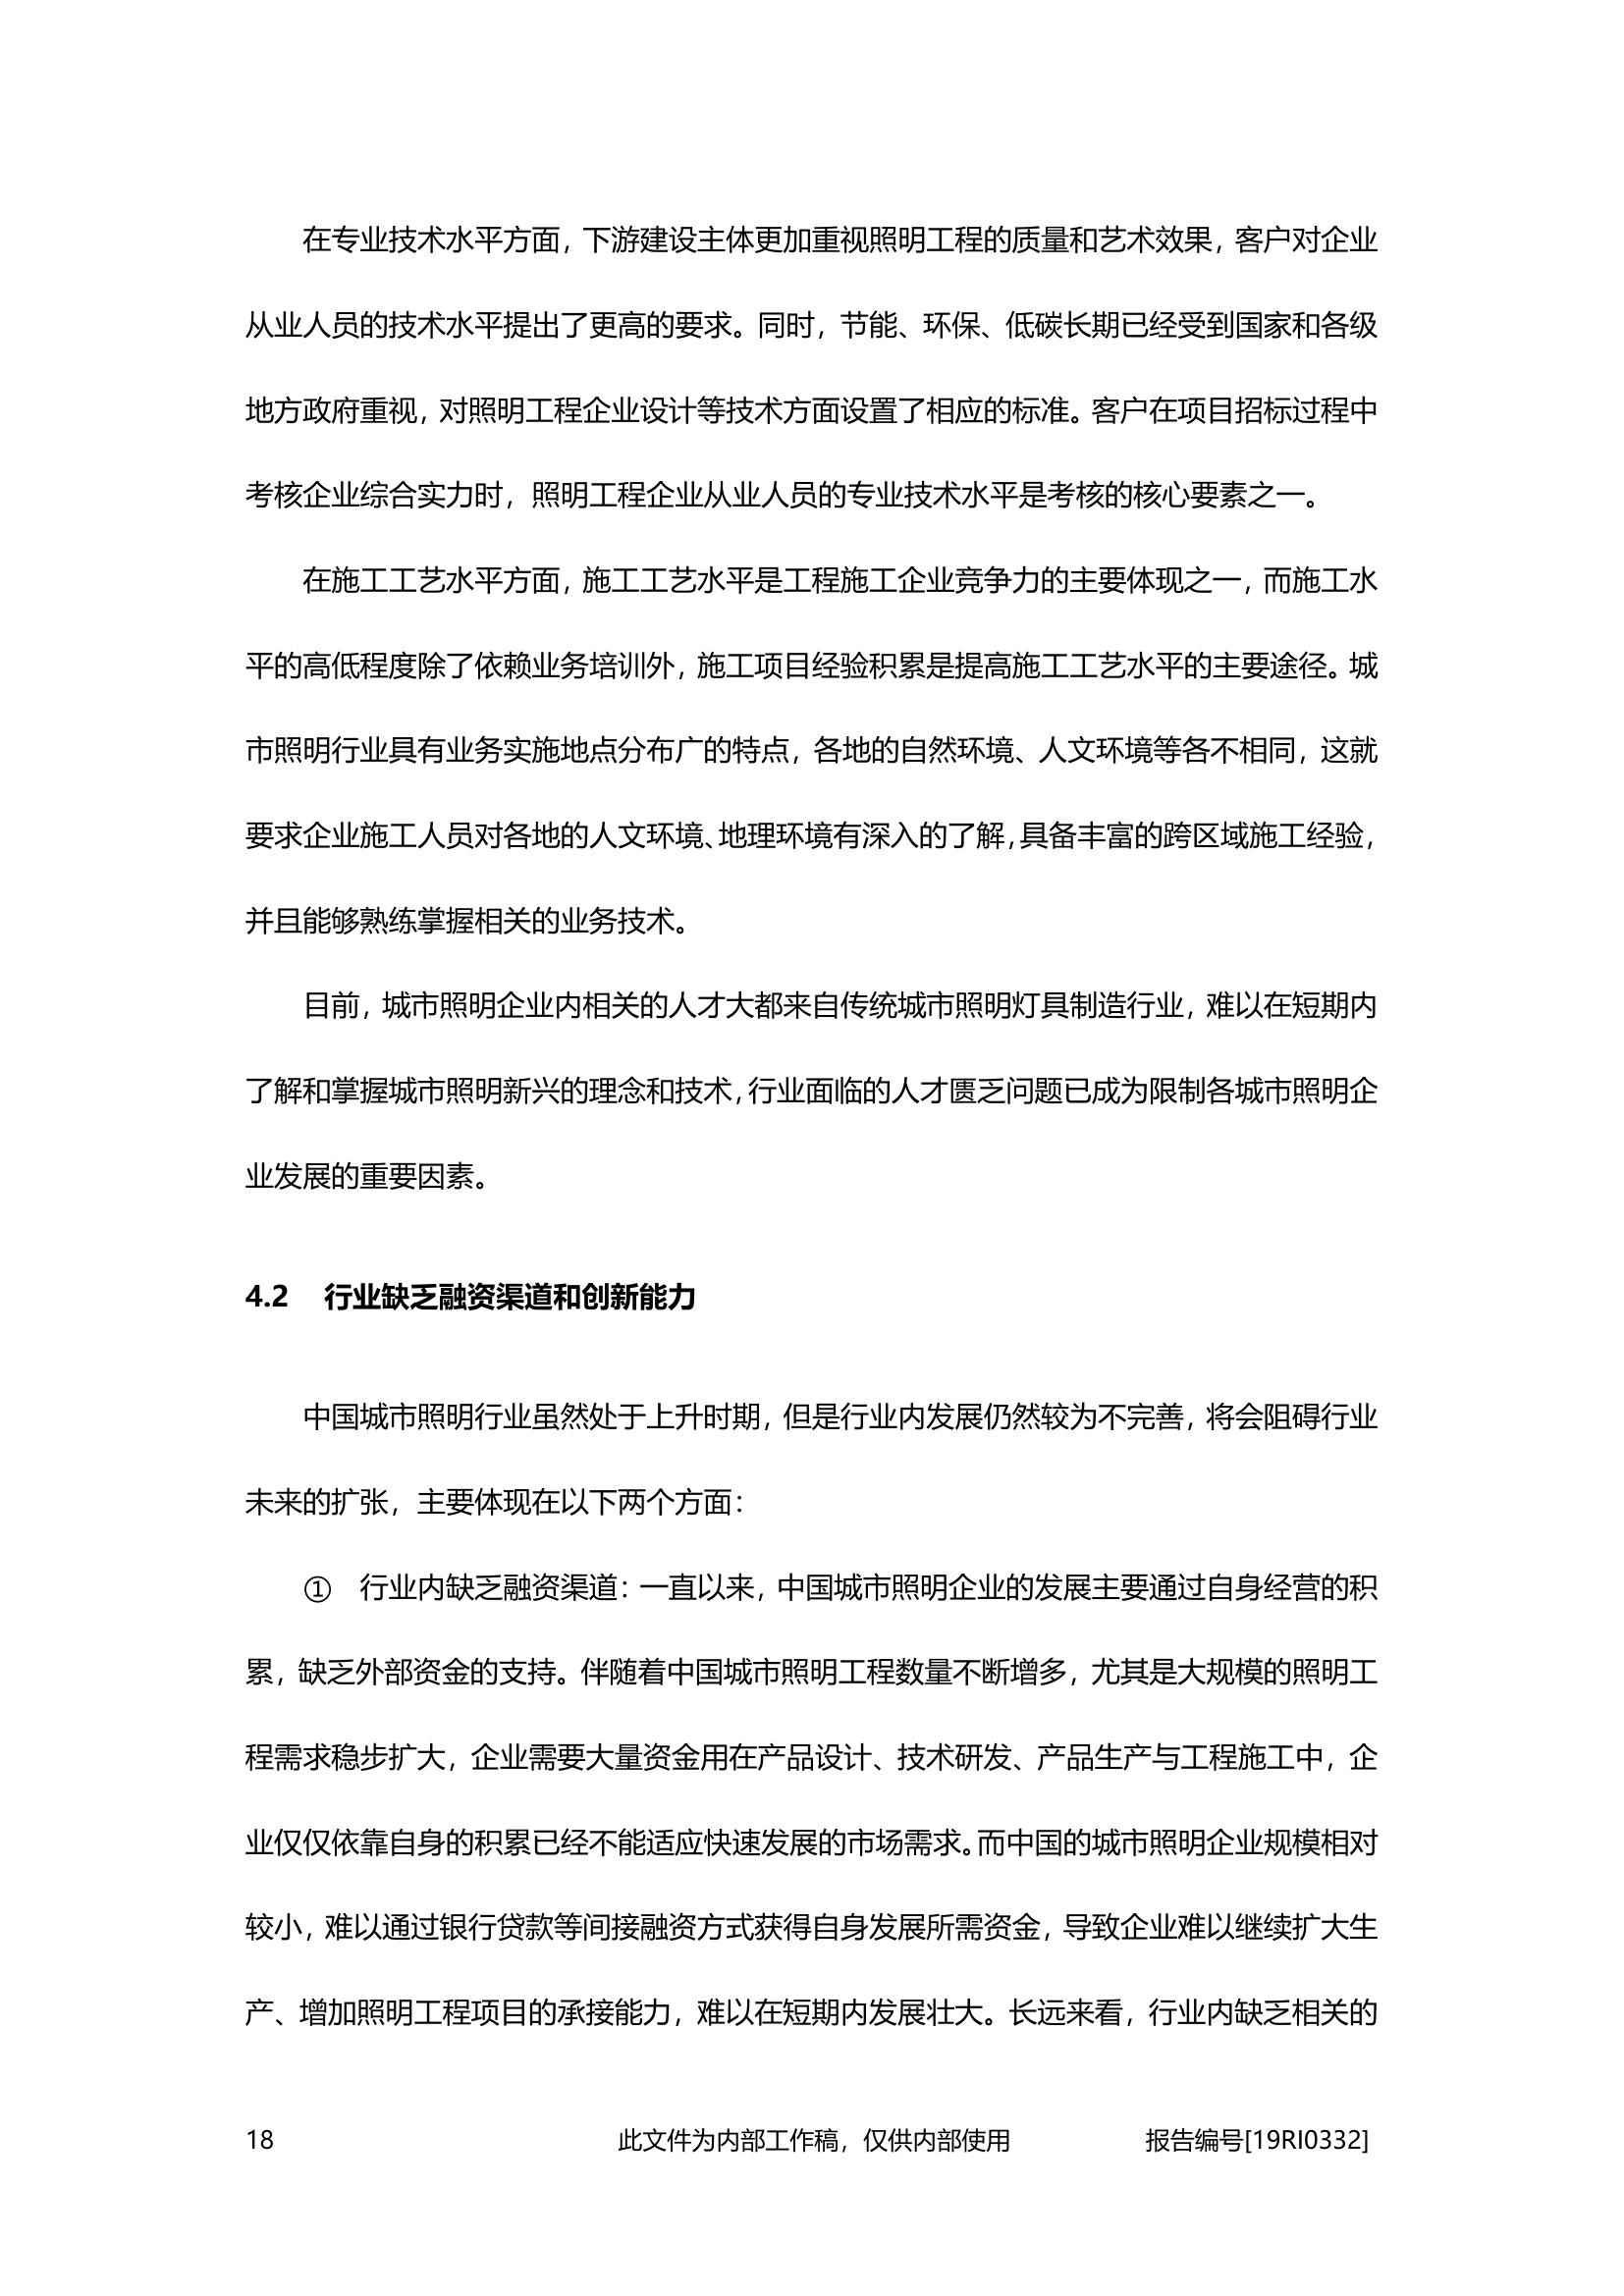 在专业技术水平方面，下游建设主体更加重视照明工程的质量和艺术效果，客户对企业
从业人员的技术水平提出了更高的要求。同时，节能、环保、低碳长期已经受到国家和各级
地方政府重视，对照明工程企业设计等技术方面设置了相应的标准。客户在项目招标过程中
考核企业综合实力时，照明工程企业从业人员的专业技术水平是考核的核心要素之一。
在施工工艺水平方面，施工工艺水平是工程施工企业竞争力的主要体现之一，而施工水
平的高低程度除了依赖业务培训外，施工项目经验积累是提高施工工艺水平的主要途径。城
市照明行业具有业务实施地点分布广的特点，各地的自然环境、人文环境等各不相同，这就
要求企业施工人员对各地的人文环境、地理环境有深入的了解，具备丰富的跨区域施工经验，
并且能够熟练掌握相关的业务技术。
目前，城市照明企业内相关的人才大都来自传统城市照明灯具制造行业，难以在短期内
了解和掌握城市照明新兴的理念和技术，行业面临的人才匮乏问题已成为限制各城市照明企
业发展的重要因素。
4.2 行业缺乏融资渠道和创新能力
中国城市照明行业虽然处于上升时期，但是行业内发展仍然较为不完善，将会阻碍行业
未来的扩张，主要体现在以下两个方面：
① 行业内缺乏融资渠道：一直以来，中国城市照明企业的发展主要通过自身经营的积
累，缺乏外部资金的支持。伴随着中国城市照明工程数量不断增多，尤其是大规模的照明工
程需求稳步扩大，企业需要大量资金用在产品设计、技术研发、产品生产与工程施工中，企
业仅仅依靠自身的积累已经不能适应快速发展的市场需求。而中国的城市照明企业规模相对
较小，难以通过银行贷款等间接融资方式获得自身发展所需资金，导致企业难以继续扩大生
产、增加照明工程项目的承接能力，难以在短期内发展壮大。长远来看，行业内缺乏相关的
18 此文件为内部工作稿，仅供内部使用 报告编号[19RI0332]